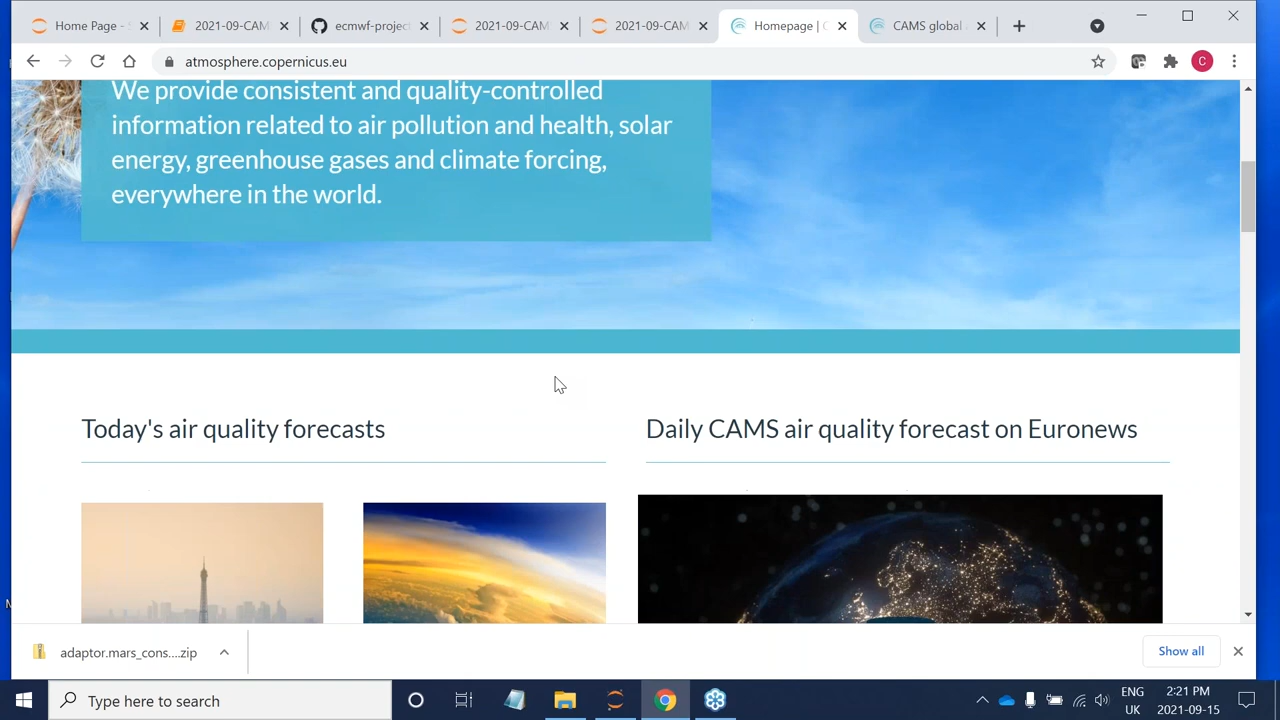 Home Page -
2021-09-CAM
ecmwf-project
2021-09-CAM
2021-09-CAM
Homepage | C
CAMS global
atmosphere.copernicus.eu
C
We provide consistent and quality-controlled
information related to air pollution and health, solar
energy, greenhouse gases and climate forcing,
everywhere in the world.
Today's air quality forecasts
Daily CAMS air quality forecast on Euronews
adaptor.mars_cons....zip
Show all
Type here to search
ENG
UK
2:21 PM
2021-09-15